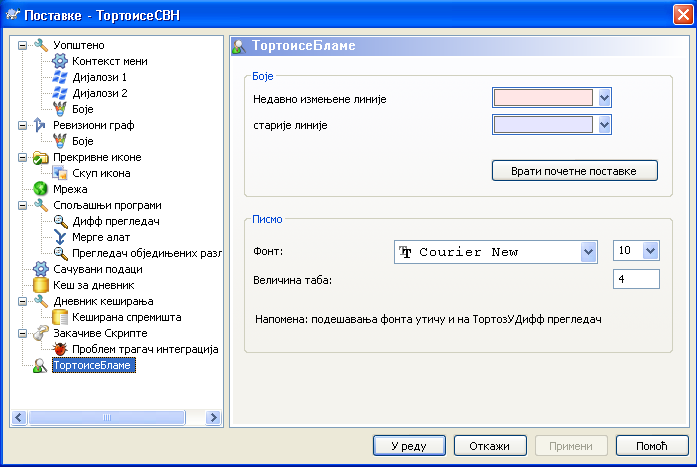 Поставке - ТортоисеСВН
Уопштено
Контекст мени
Дијалози 1
Дијалози 2
Боје
Ревизиони граф
Боје
Прекривне иконе
Скуп икона
Мрежа
Спољашњи програми
Дифф прегледач
Мерге алат
Прегледач обједињених разл
Сачувани подаци
Кеш за дневник
Дневник кеширања
Кеширана спремишта
Закачиве Скрипте
Проблем трагач интеграција
ТортоисеБламе
ТортоисеБламе
Боје
Недавно измењене линије
старије линије
Врати почетне поставке
Писмо
Фонт:
Courier New
10
Величина таба:
4
Напомена: подешавања фонта утичу и на ТортозУДифф прегледач
У реду
Откажи
Примени
Помоћ